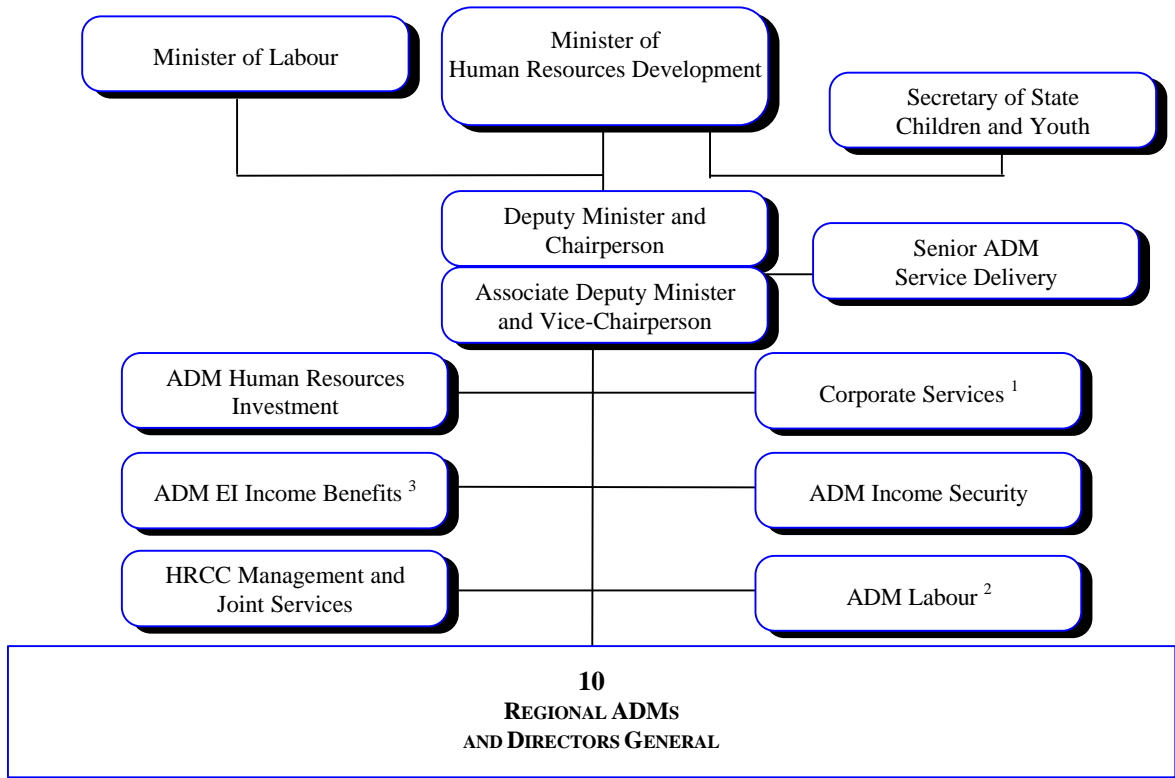 Minister of Labour
Minister of
Human Resources Development
Secretary of State
Children and Youth
Deputy Minister and
Chairperson
Senior ADM
Service Delivery
Associate Deputy Minister
and Vice-Chairperson
ADM Human Resources
Investment
Corporate Services 1
ADM EI Income Benefits 3
ADM Income Security
HRCC Management and
Joint Services
ADM Labour 2
10
REGIONAL ADMS
AND DIRECTORS GENERAL